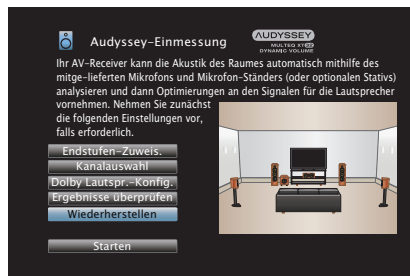 Audyssey-Einmessung
AUDYSSEY
MULTEQ XT32
DYNAMIC VOLUME
Ihr AV-Receiver kann die Akustik des Raumes automatisch mithilfe des
mitge-lieferten Mikrofons und Mikrofon-Ständers (oder optionalen Stativs)
analysieren und dann Optimierungen an den Signalen für die Lautsprecher
vornehmen. Nehmen Sie zunächst
die folgenden Einstellungen vor,
falls erforderlich.
Endstufen-Zuweis.
Kanalauswahl
Dolby Lautspr.-Konfig.
Ergebnisse überprüfen
Wiederherstellen
Starten